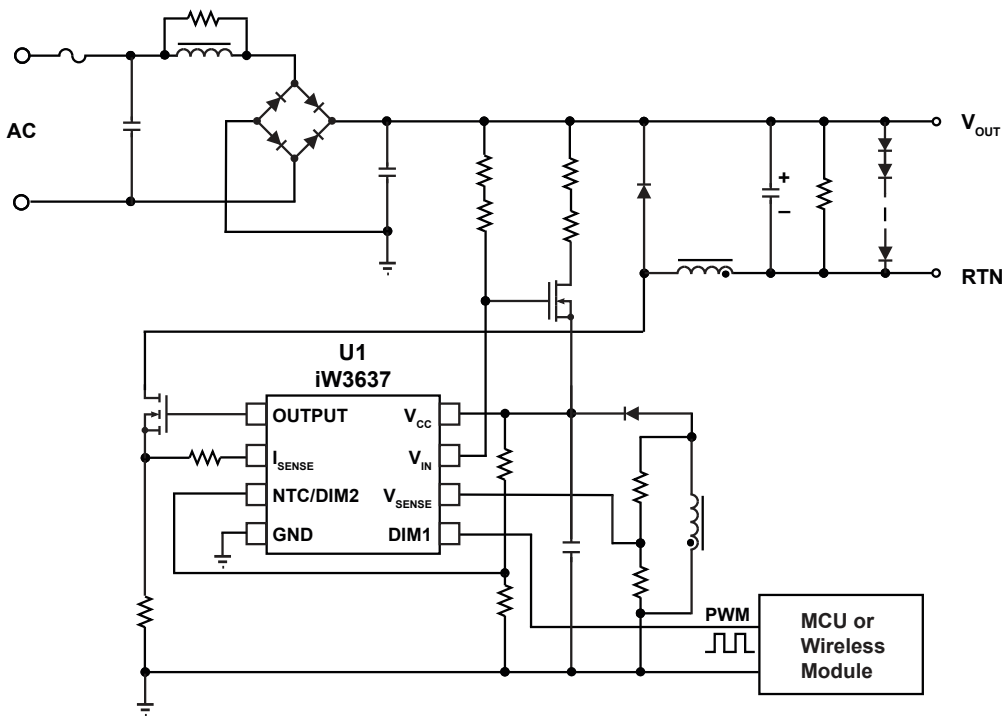 AC
V_OUT
+
−
RTN
U1
iW3637
OUTPUT
V_CC
I_SENSE
V_IN
NTC/DIM2
V_SENSE
GND
DIM1
PWM
MCU or
Wireless
Module